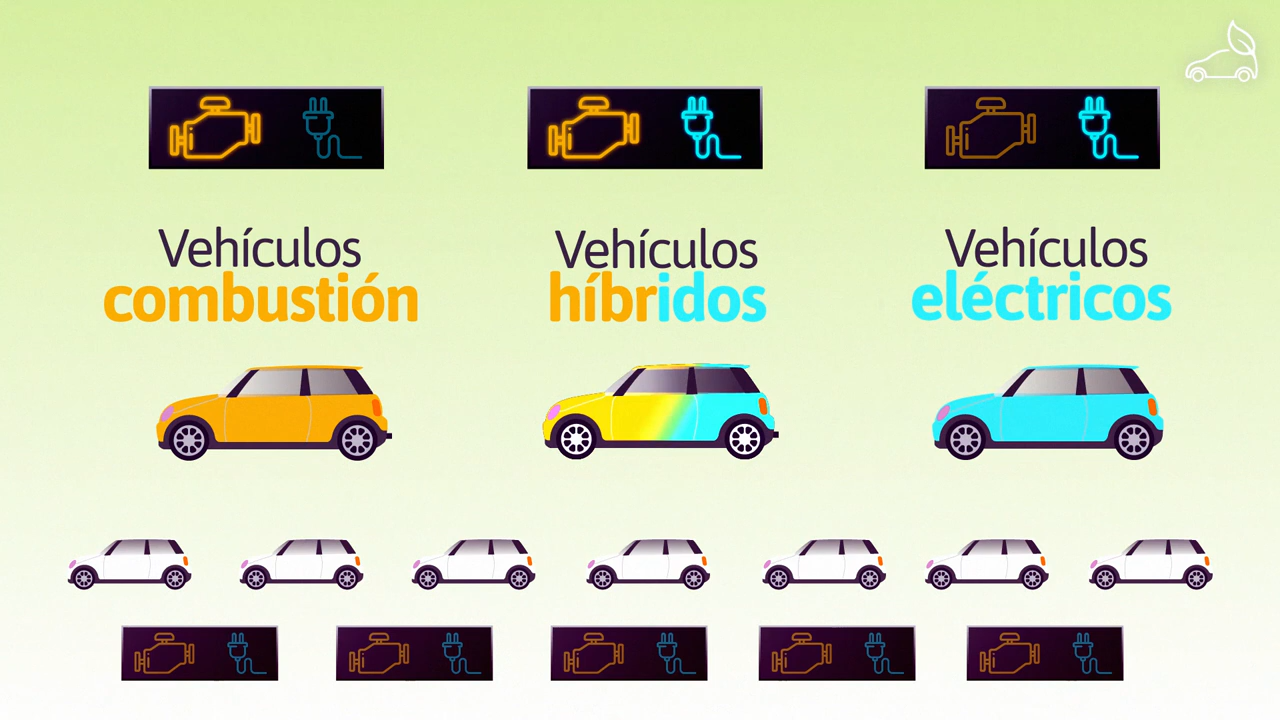 Vehículos
combustión
Vehículos
híbridos
Vehículos
eléctricos